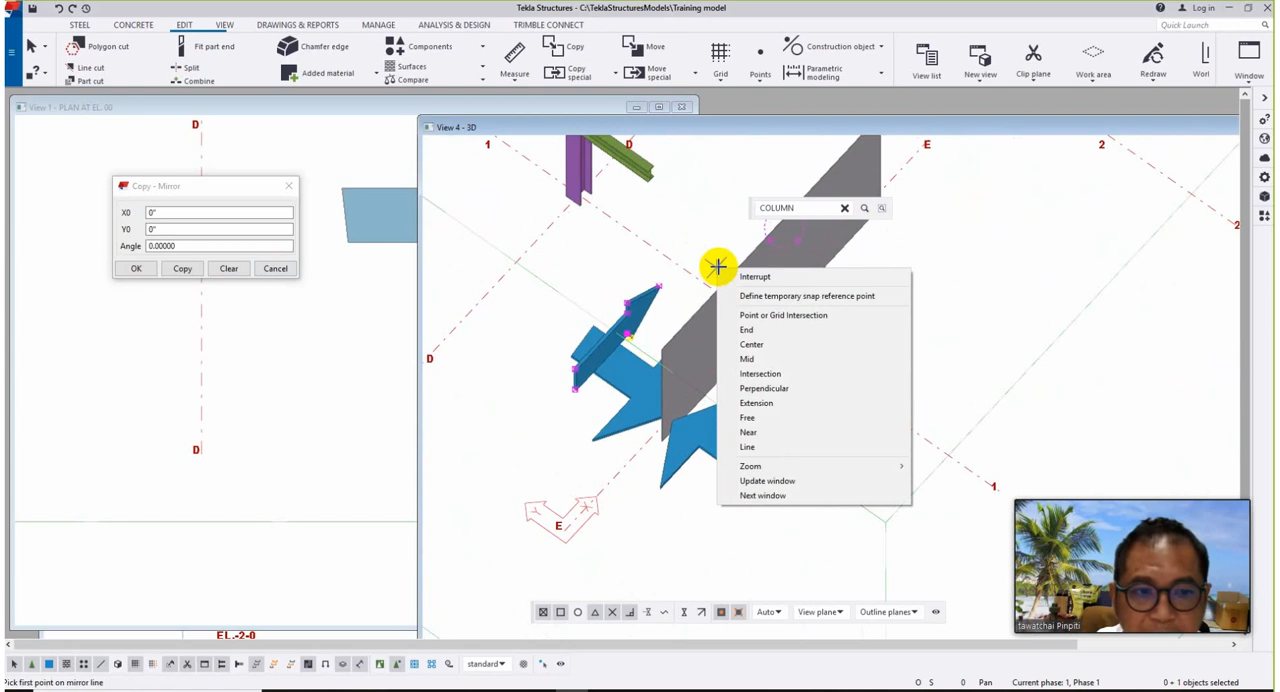 Tekla Structures - C:\TeklaStructuresModels\Training model
Log in
STEEL CONCRETE EDIT VIEW DRAWINGS & REPORTS MANAGE ANALYSIS & DESIGN TRIMBLE CONNECT
Quick Launch
Polygon cut
Line cut
Part cut
Fit part end
Split
Combine
Chamfer edge
Added material
Components
Surfaces
Compare
Measure
Copy
Copy special
Move
Move special
Grid
Points
Construction object
Parametric modeling
View list
New view
Clip plane
Work area
Redraw
Worl
Window
View 1 - PLAN AT EL. 00
View 4 - 3D
D
1
D
E
2
Copy - Mirror
X0 0"
Y0 0"
Angle 0.00000
OK Copy Clear Cancel
COLUMN
2
Interrupt
Define temporary snap reference point
Point or Grid Intersection
End
Center
Mid
Intersection
Perpendicular
Extension
Free
Near
Line
Zoom
Update window
Next window
D
D
1
E
EL.-2-0
Auto View plane Outline planes
tawatchai Pinpiti
standard
Pick first point on mirror line
O S 0 Pan Current phase: 1, Phase 1 0 + 1 objects selected